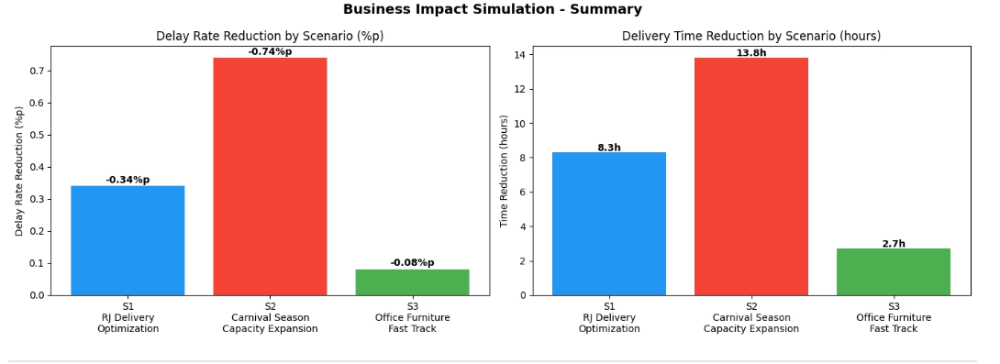 Business Impact Simulation - Summary
Delay Rate Reduction by Scenario (%p)
Delay Rate Reduction (%p)
0.7
0.6
0.5
0.4
0.3
0.2
0.1
0.0
-0.34%p
-0.74%p
-0.08%p
S1
RJ Delivery
Optimization
S2
Carnival Season
Capacity Expansion
S3
Office Furniture
Fast Track
Delivery Time Reduction by Scenario (hours)
Time Reduction (hours)
14
12
10
8
6
4
2
0
8.3h
13.8h
2.7h
S1
RJ Delivery
Optimization
S2
Carnival Season
Capacity Expansion
S3
Office Furniture
Fast Track